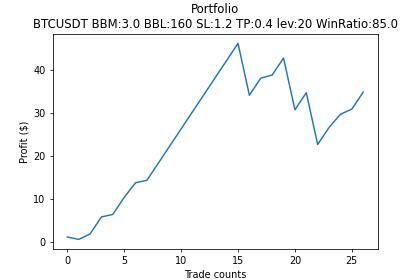 Portfolio
BTCUSDT BBM:3.0 BBL:160 SL:1.2 TP:0.4 lev:20 WinRatio:85.0
Profit ($)
40
30
20
10
0
0 5 10 15 20 25
Trade counts